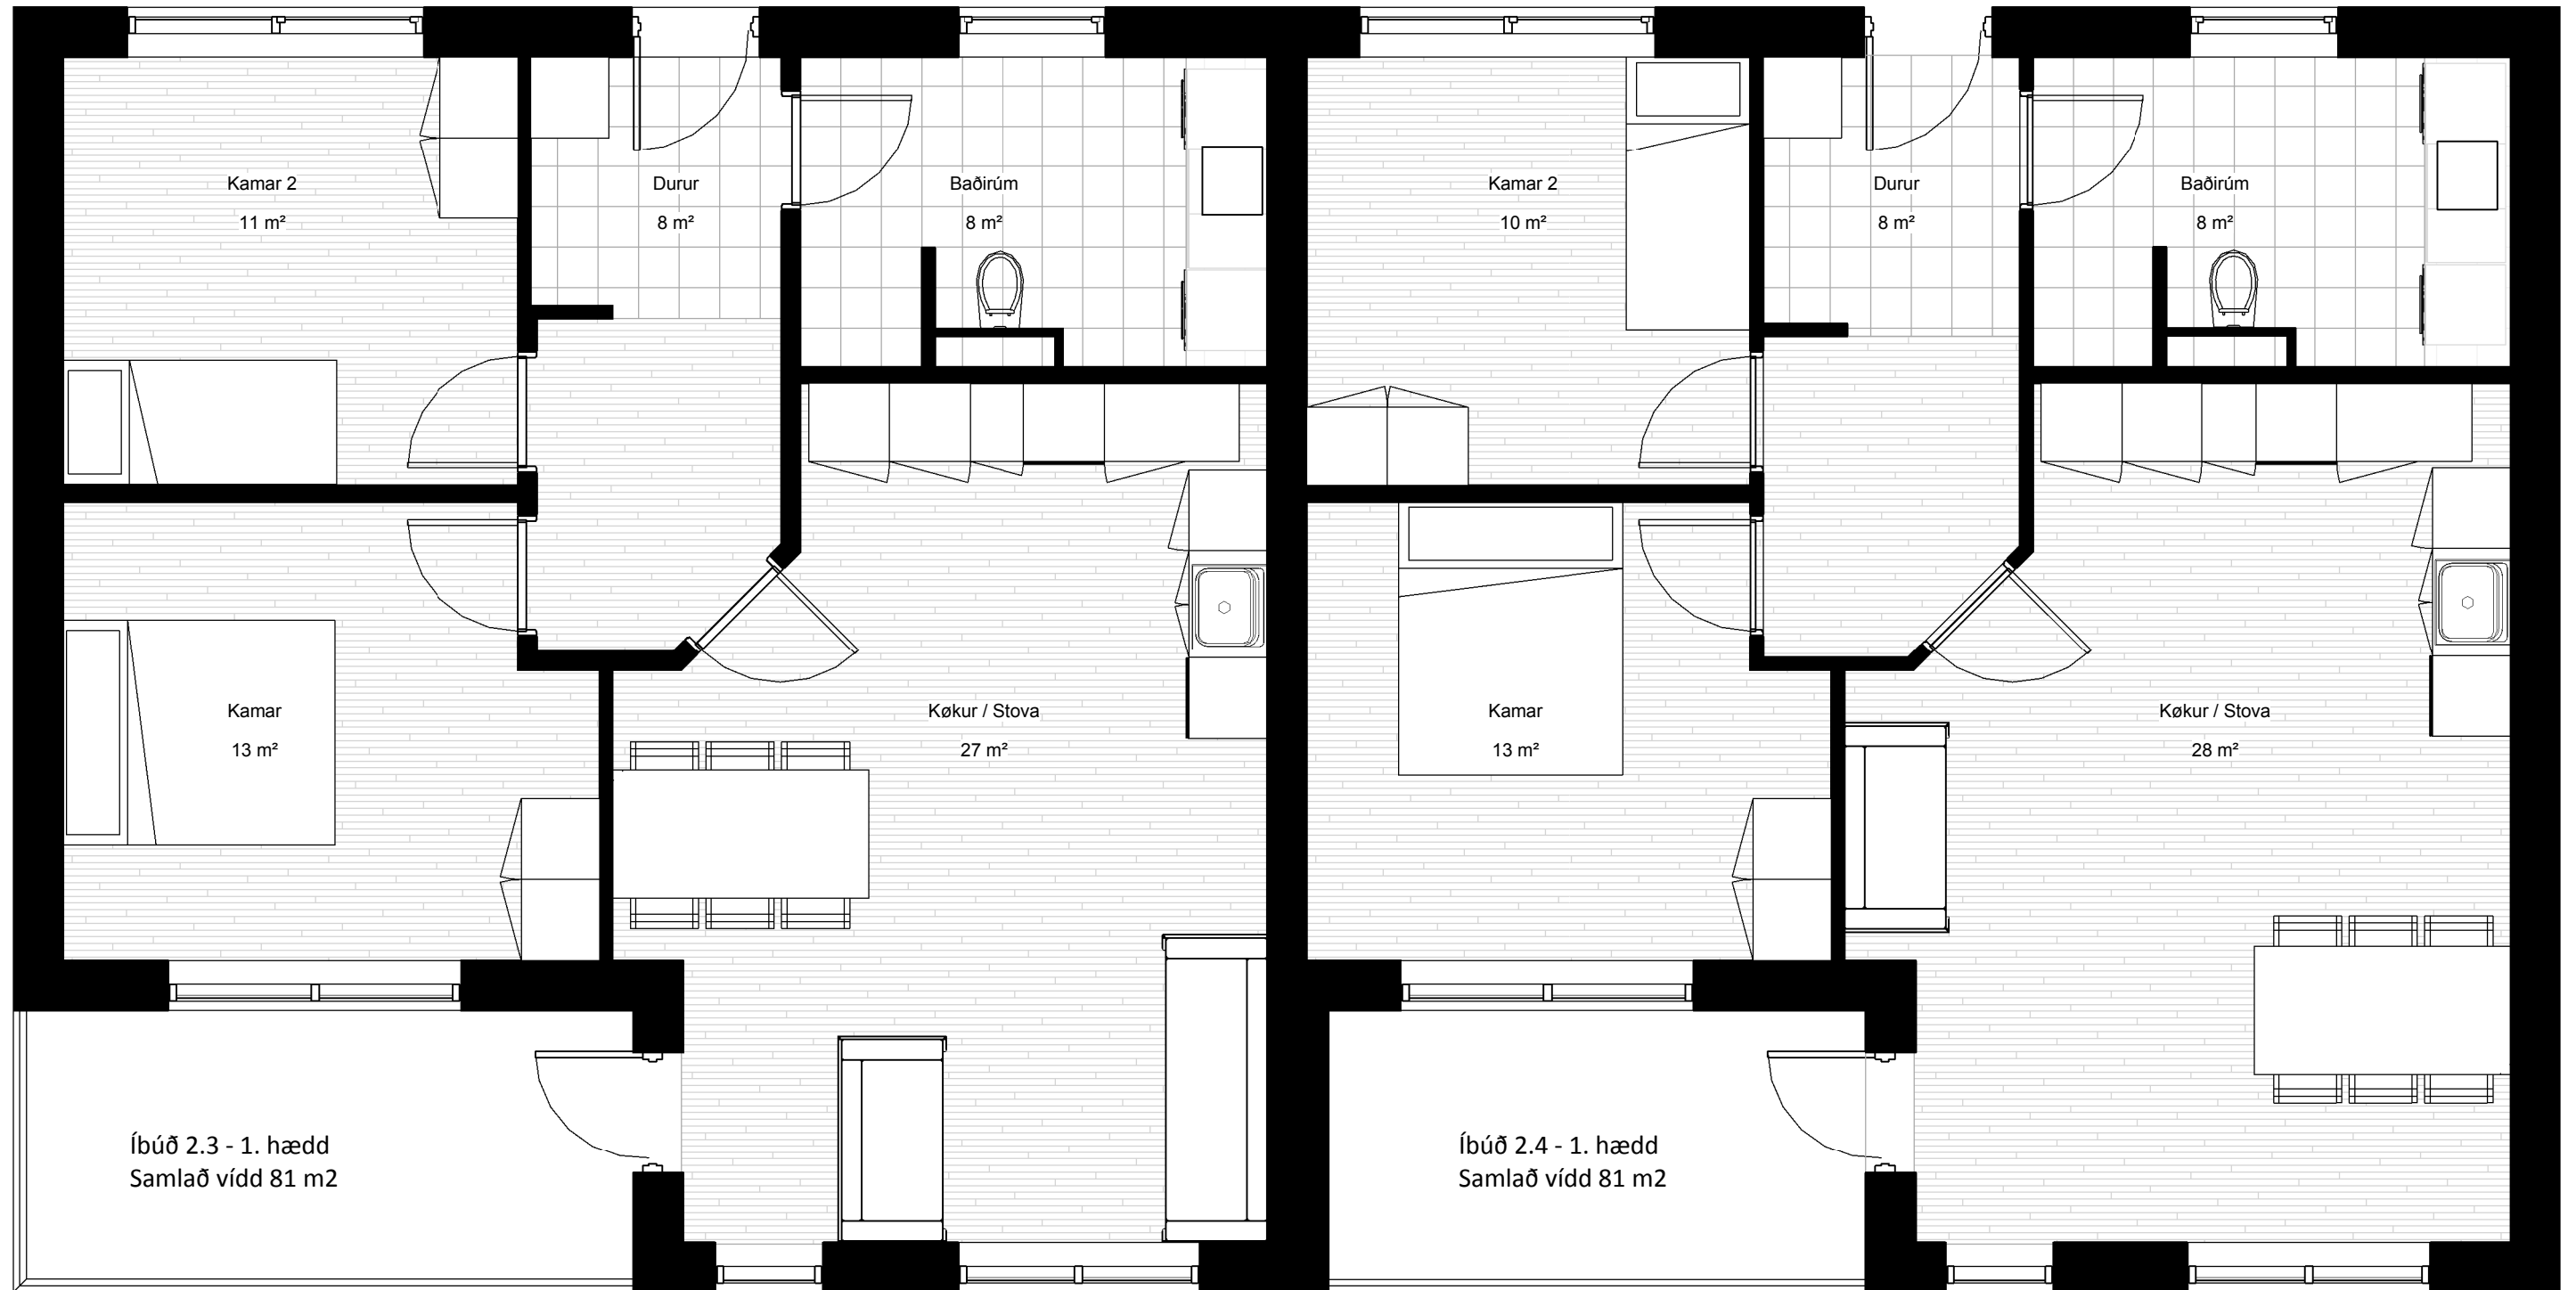 Kamar 2
11 m²
Durur
8 m²
Baðirúm
8 m²
Kamar 2
10 m²
Durur
8 m²
Baðirúm
8 m²
Kamar
13 m²
Køkur / Stova
27 m²
Kamar
13 m²
Køkur / Stova
28 m²
Íbúð 2.3 - 1. hædd
Samlað vídd 81 m2
Íbúð 2.4 - 1. hædd
Samlað vídd 81 m2